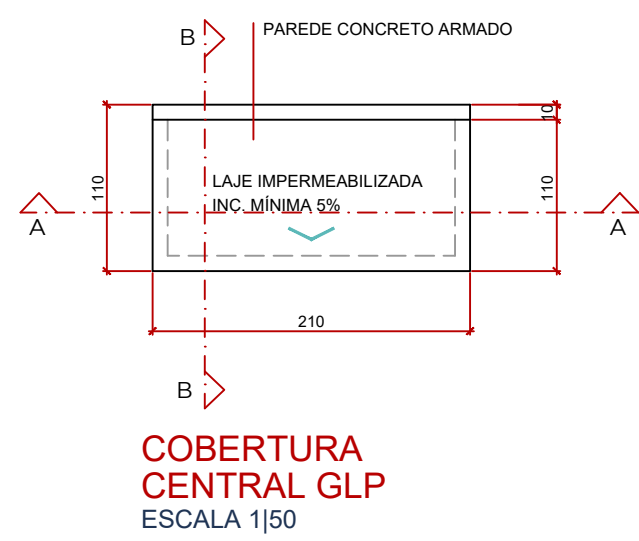 B
PAREDE CONCRETO ARMADO
10
110
110
LAJE IMPERMEABILIZADA
INC. MÍNIMA 5%
A
A
210
B
COBERTURA
CENTRAL GLP
ESCALA 1|50